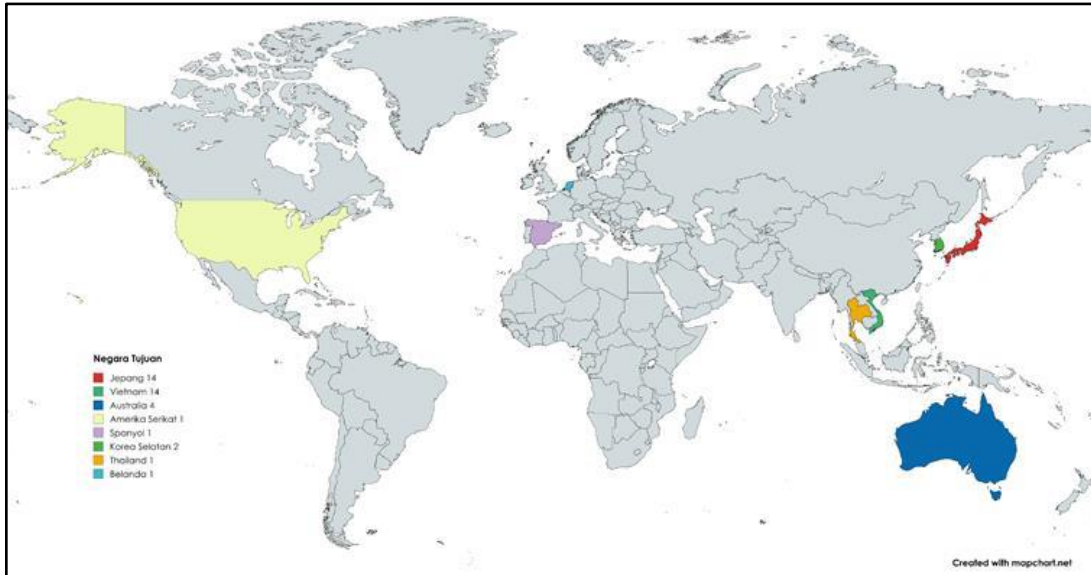 Negara Tujuan
Jepang 14
Vietnam 14
Australia 4
Amerika Serikat 1
Spanyol 1
Korea Selatan 2
Thailand 1
Belanda 1
Created with mapchart.net